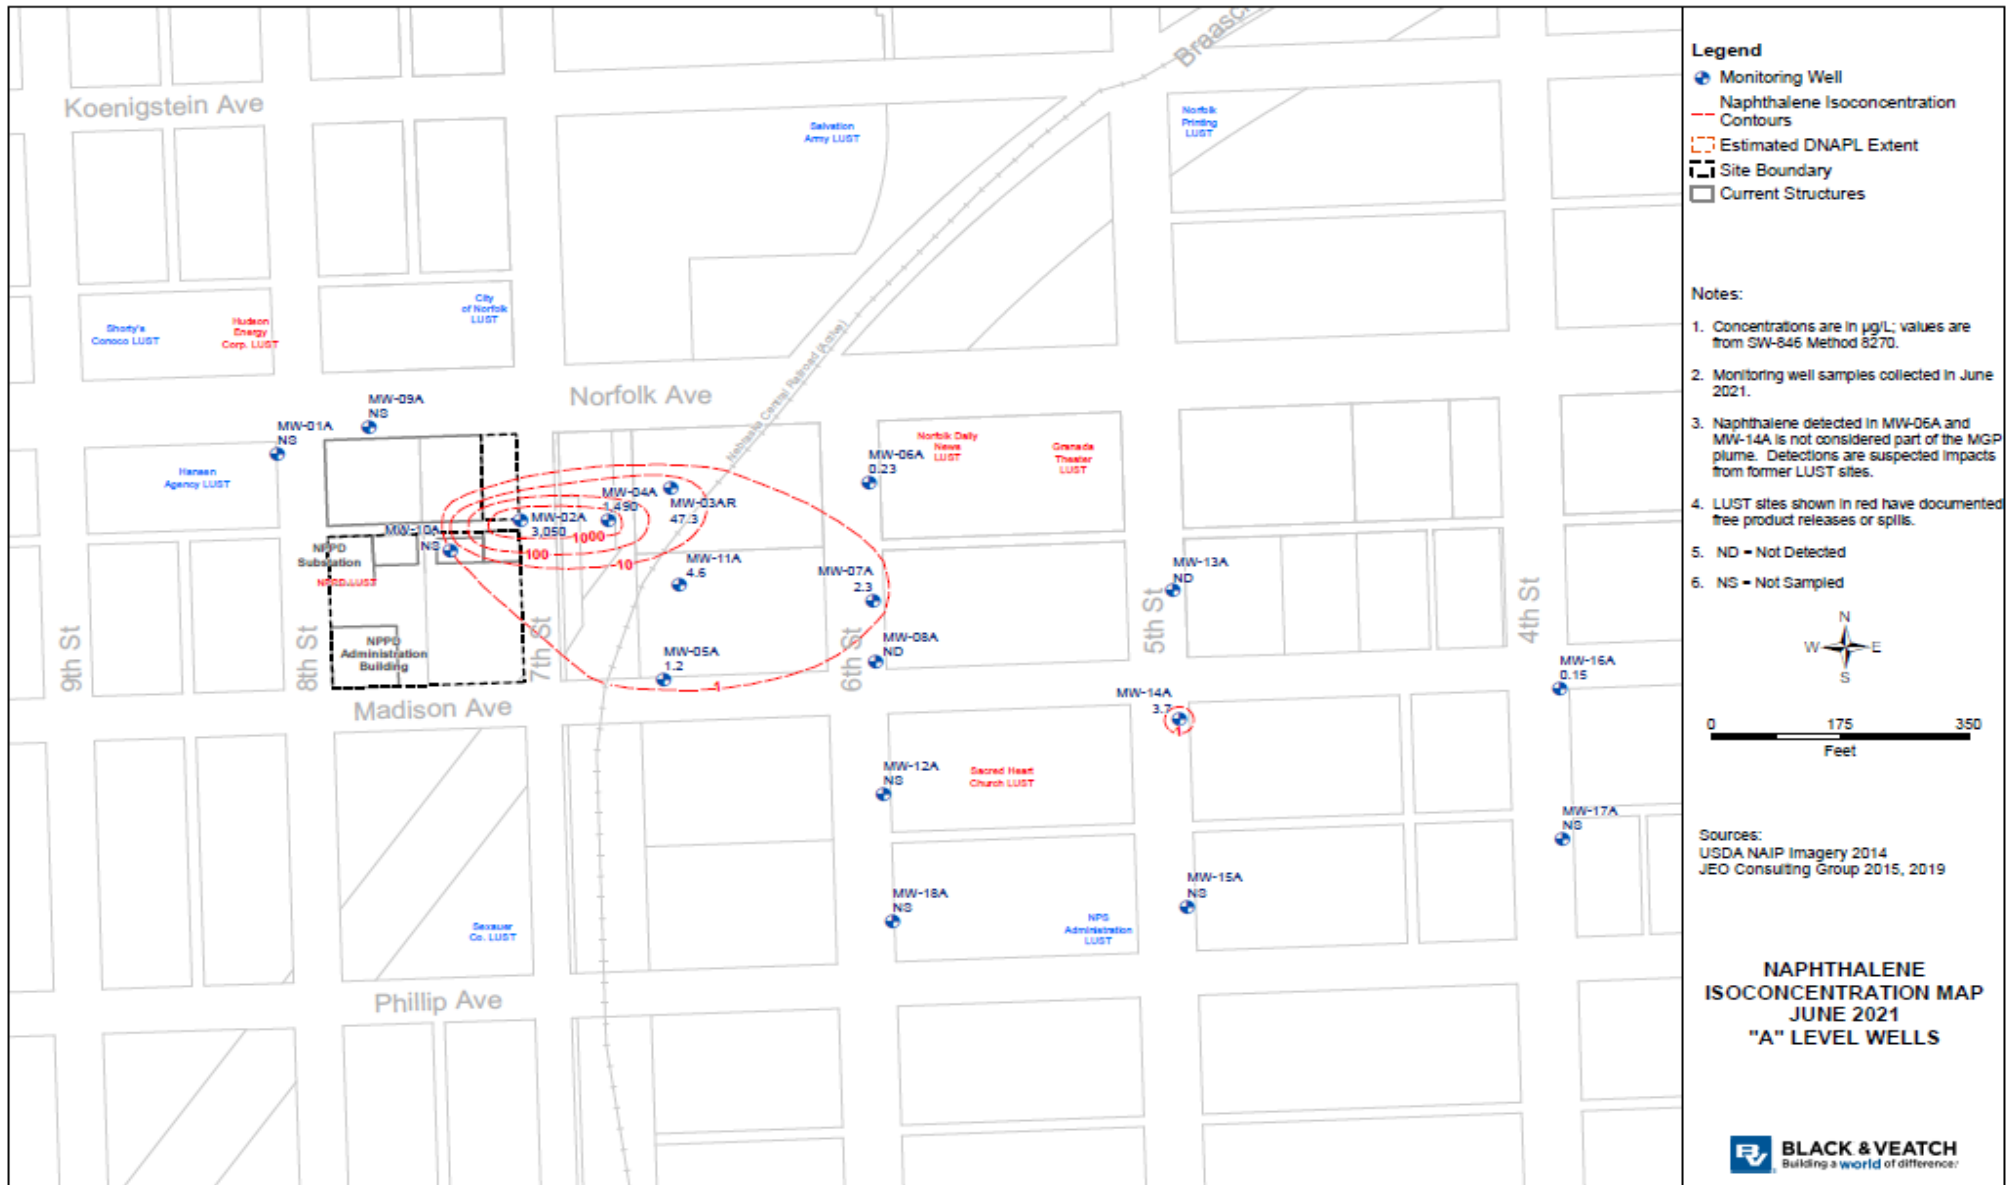 Koenigstein Ave
Braasch
Salvation
Army LUST
Norfolk
Printing
LUST
Shorty's
Conoco LUST
Hudson
Energy
Corp. LUST
City
of Norfolk
LUST
Nebraska Central Railroad (Active)
Norfolk Ave
MW-09A
NS
MW-01A
NS
Hansen
Agency LUST
MW-06A
0.23
Norfolk Daily
News
LUST
Granada
Theater
LUST
MW-04A
1,490
MW-03AR
47.3
MW-02A
3,050
1000
100
10
MW-10A
NS
NPPD
Substation
NPPD LUST
MW-11A
4.6
MW-07A
2.3
MW-13A
ND
NPPD
Administration
Building
MW-05A
1.2
MW-08A
ND
1
9th St
8th St
7th St
6th St
5th St
4th St
MW-16A
0.15
MW-14A
3.7
1
Madison Ave
MW-12A
NS
Sacred Heart
Church LUST
MW-17A
NS
MW-18A
NS
MW-15A
NS
Sexauer
Co. LUST
NPS
Administration
LUST
Phillip Ave
Legend
Monitoring Well
Naphthalene Isoconcentration
Contours
Estimated DNAPL Extent
Site Boundary
Current Structures
Notes:
1. Concentrations are in µg/L; values are
from SW-846 Method 8270.
2. Monitoring well samples collected in June
2021.
3. Naphthalene detected in MW-06A and
MW-14A is not considered part of the MGP
plume. Detections are suspected impacts
from former LUST sites.
4. LUST sites shown in red have documented
free product releases or spills.
5. ND = Not Detected
6. NS = Not Sampled
N
W E
S
0 175 350
Feet
Sources:
USDA NAIP Imagery 2014
JEO Consulting Group 2015, 2019
NAPHTHALENE
ISOCONCENTRATION MAP
JUNE 2021
"A" LEVEL WELLS
BV
BLACK & VEATCH
Building a world of difference.